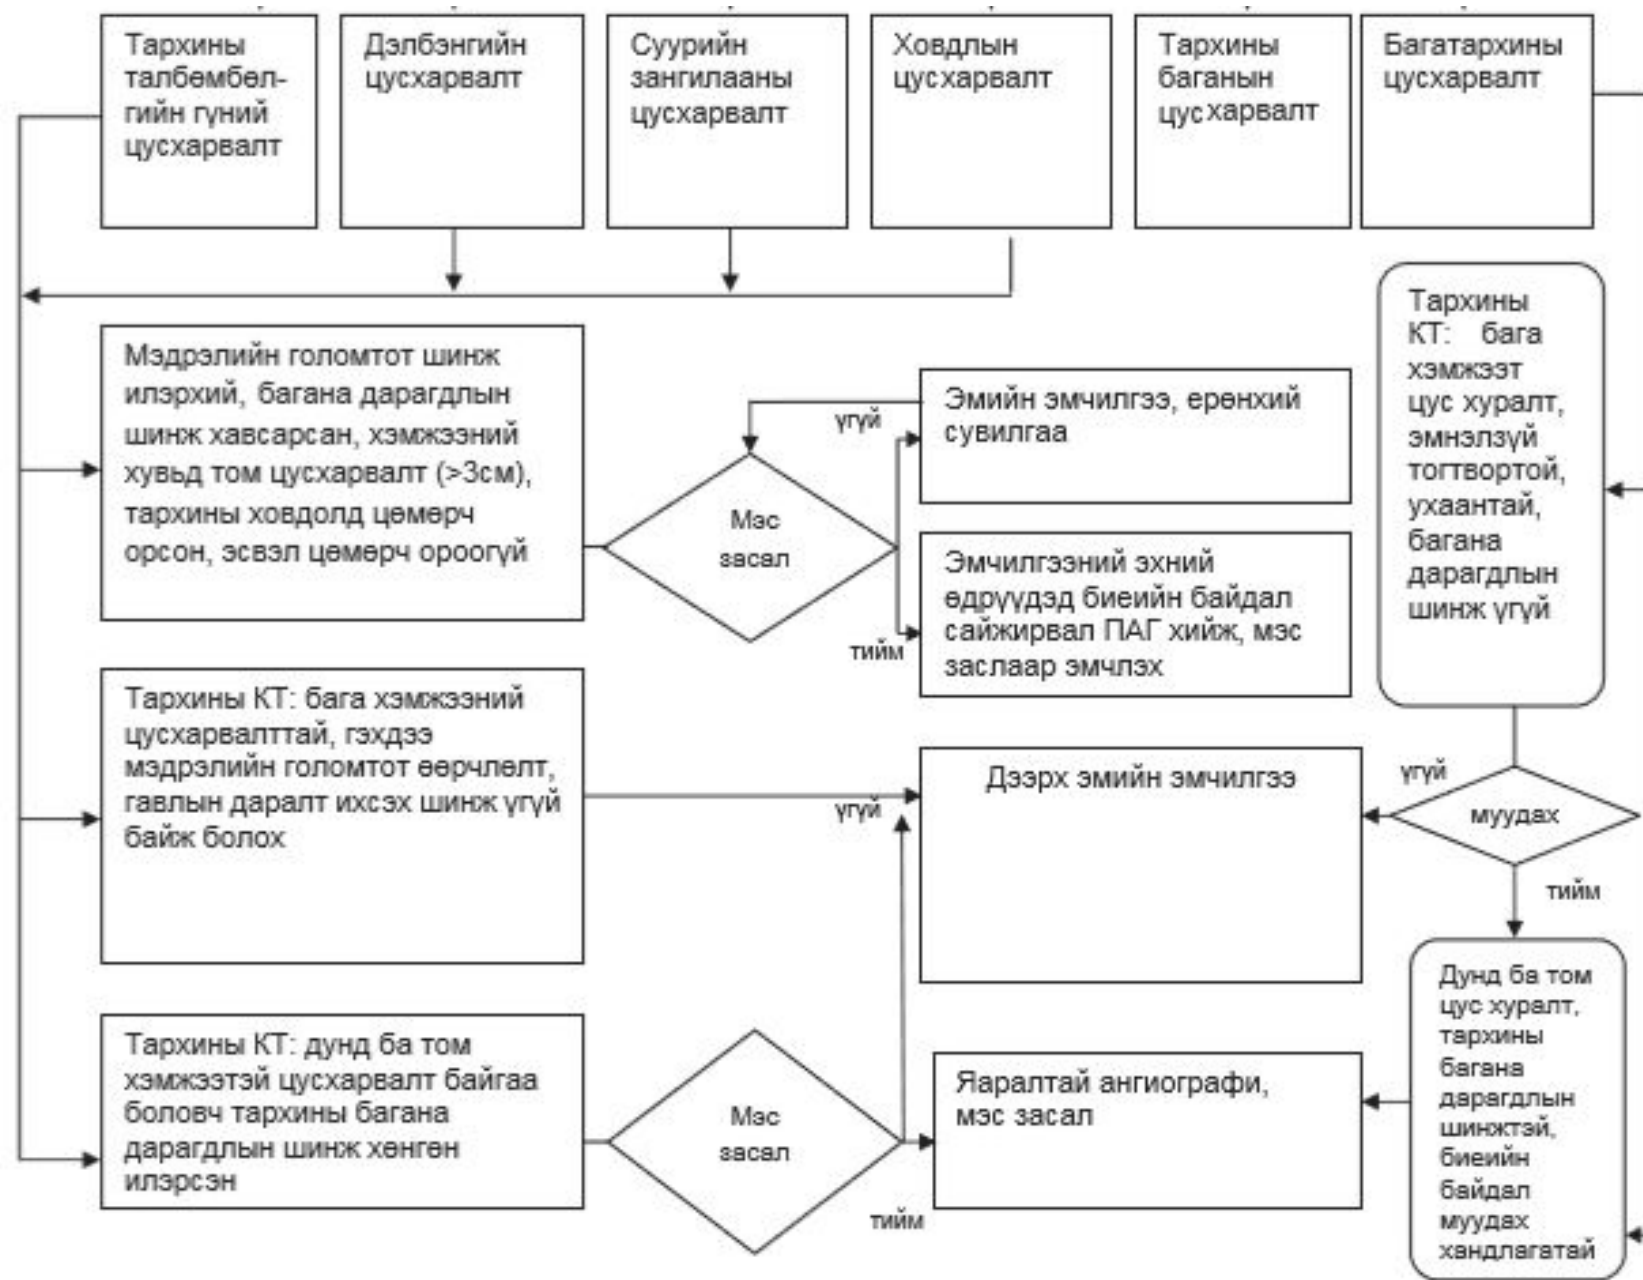 Тархины
талбөмбөл-
гийн гүний
цусхарвалт
Дэлбэнгийн
цусхарвалт
Суурийн
зангилааны
цусхарвалт
Ховдлын
цусхарвалт
Тархины
баганын
цусхарвалт
Багатархины
цусхарвалт
Мэдрэлийн голомтот шинж
илэрхий, багана дарагдлын
шинж хавсарсан, хэмжээний
хувьд том цусхарвалт (>3см),
тархины ховдолд цөмөрч
орсон, эсвэл цөмөрч ороогүй
Мэс
засал
үгүй
тийм
Эмийн эмчилгээ, ерөнхий
сувилгаа
Эмчилгээний эхний
өдрүүдэд биеийн байдал
сайжирвал ПАГ хийж, мэс
заслаар эмчлэх
Тархины
КТ: бага
хэмжээт
цус хуралт,
эмнэлзүй
тогтвортой,
ухаантай,
багана
дарагдлын
шинж үгүй
Тархины КТ: бага хэмжээний
цусхарвалттай, гэхдээ
мэдрэлийн голомтот өөрчлөлт,
гавлын даралт ихсэх шинж үгүй
байж болох
үгүй
Дээрх эмийн эмчилгээ
үгүй
муудах
тийм
Тархины КТ: дунд ба том
хэмжээтэй цусхарвалт байгаа
боловч тархины багана
дарагдлын шинж хөнгөн
илэрсэн
Мэс
засал
тийм
Яаралтай ангиографи,
мэс засал
Дунд ба том
цус хуралт,
тархины
багана
дарагдлын
шинжтэй,
биеийн
байдал
муудах
хандлагатай